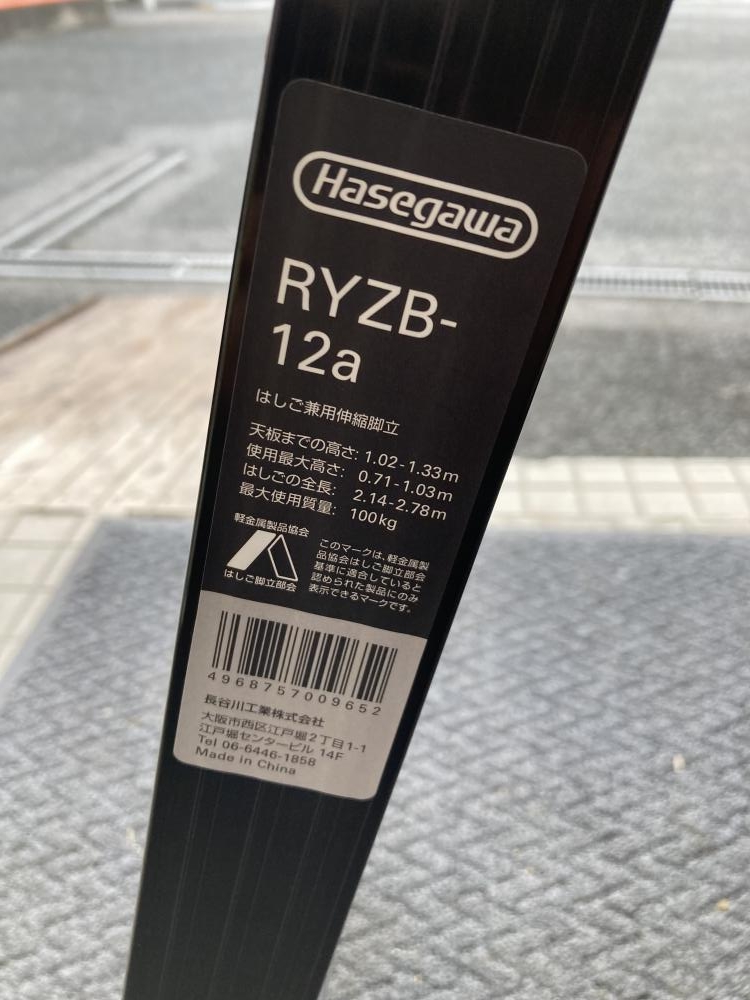 Hasegawa
RYZB-
12a
はしご兼用伸縮脚立
天板までの高さ: 1.02-1.33m
使用最大高さ: 0.71-1.03m
はしごの全長: 2.14-2.78m
最大使用質量: 100kg
軽金属製品協会
はしご脚立部会
このマークは、軽金属製
品協会はしご脚立部会
基準に適合していると
認められた製品にのみ
表示できるマークです。
4968757009652
長谷川工業株式会社
大阪市西区江戸堀2丁目1-1
江戸堀センタービル 14F
Tel 06-6446-1858
Made in China